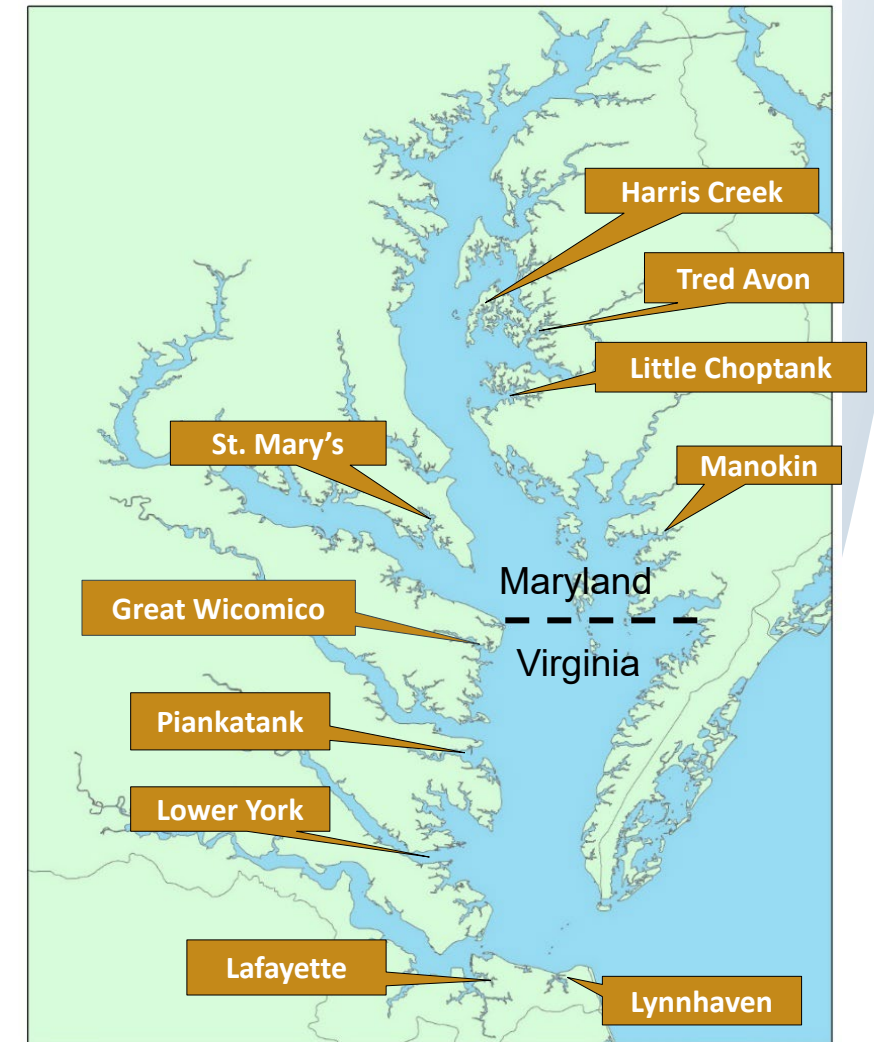 Harris Creek
Tred Avon
Little Choptank
St. Mary’s
Manokin
Maryland
Great Wicomico
Virginia
Piankatank
Lower York
Lafayette
Lynnhaven